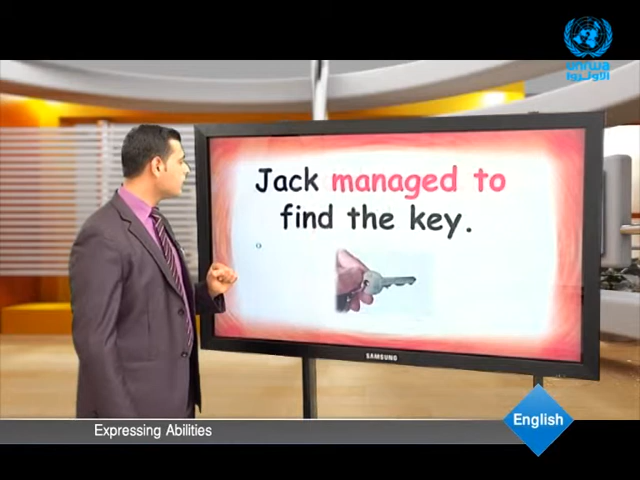 unrwa
الأونروا
Jack managed to
find the key.
SAMSUNG
English
Expressing Abilities